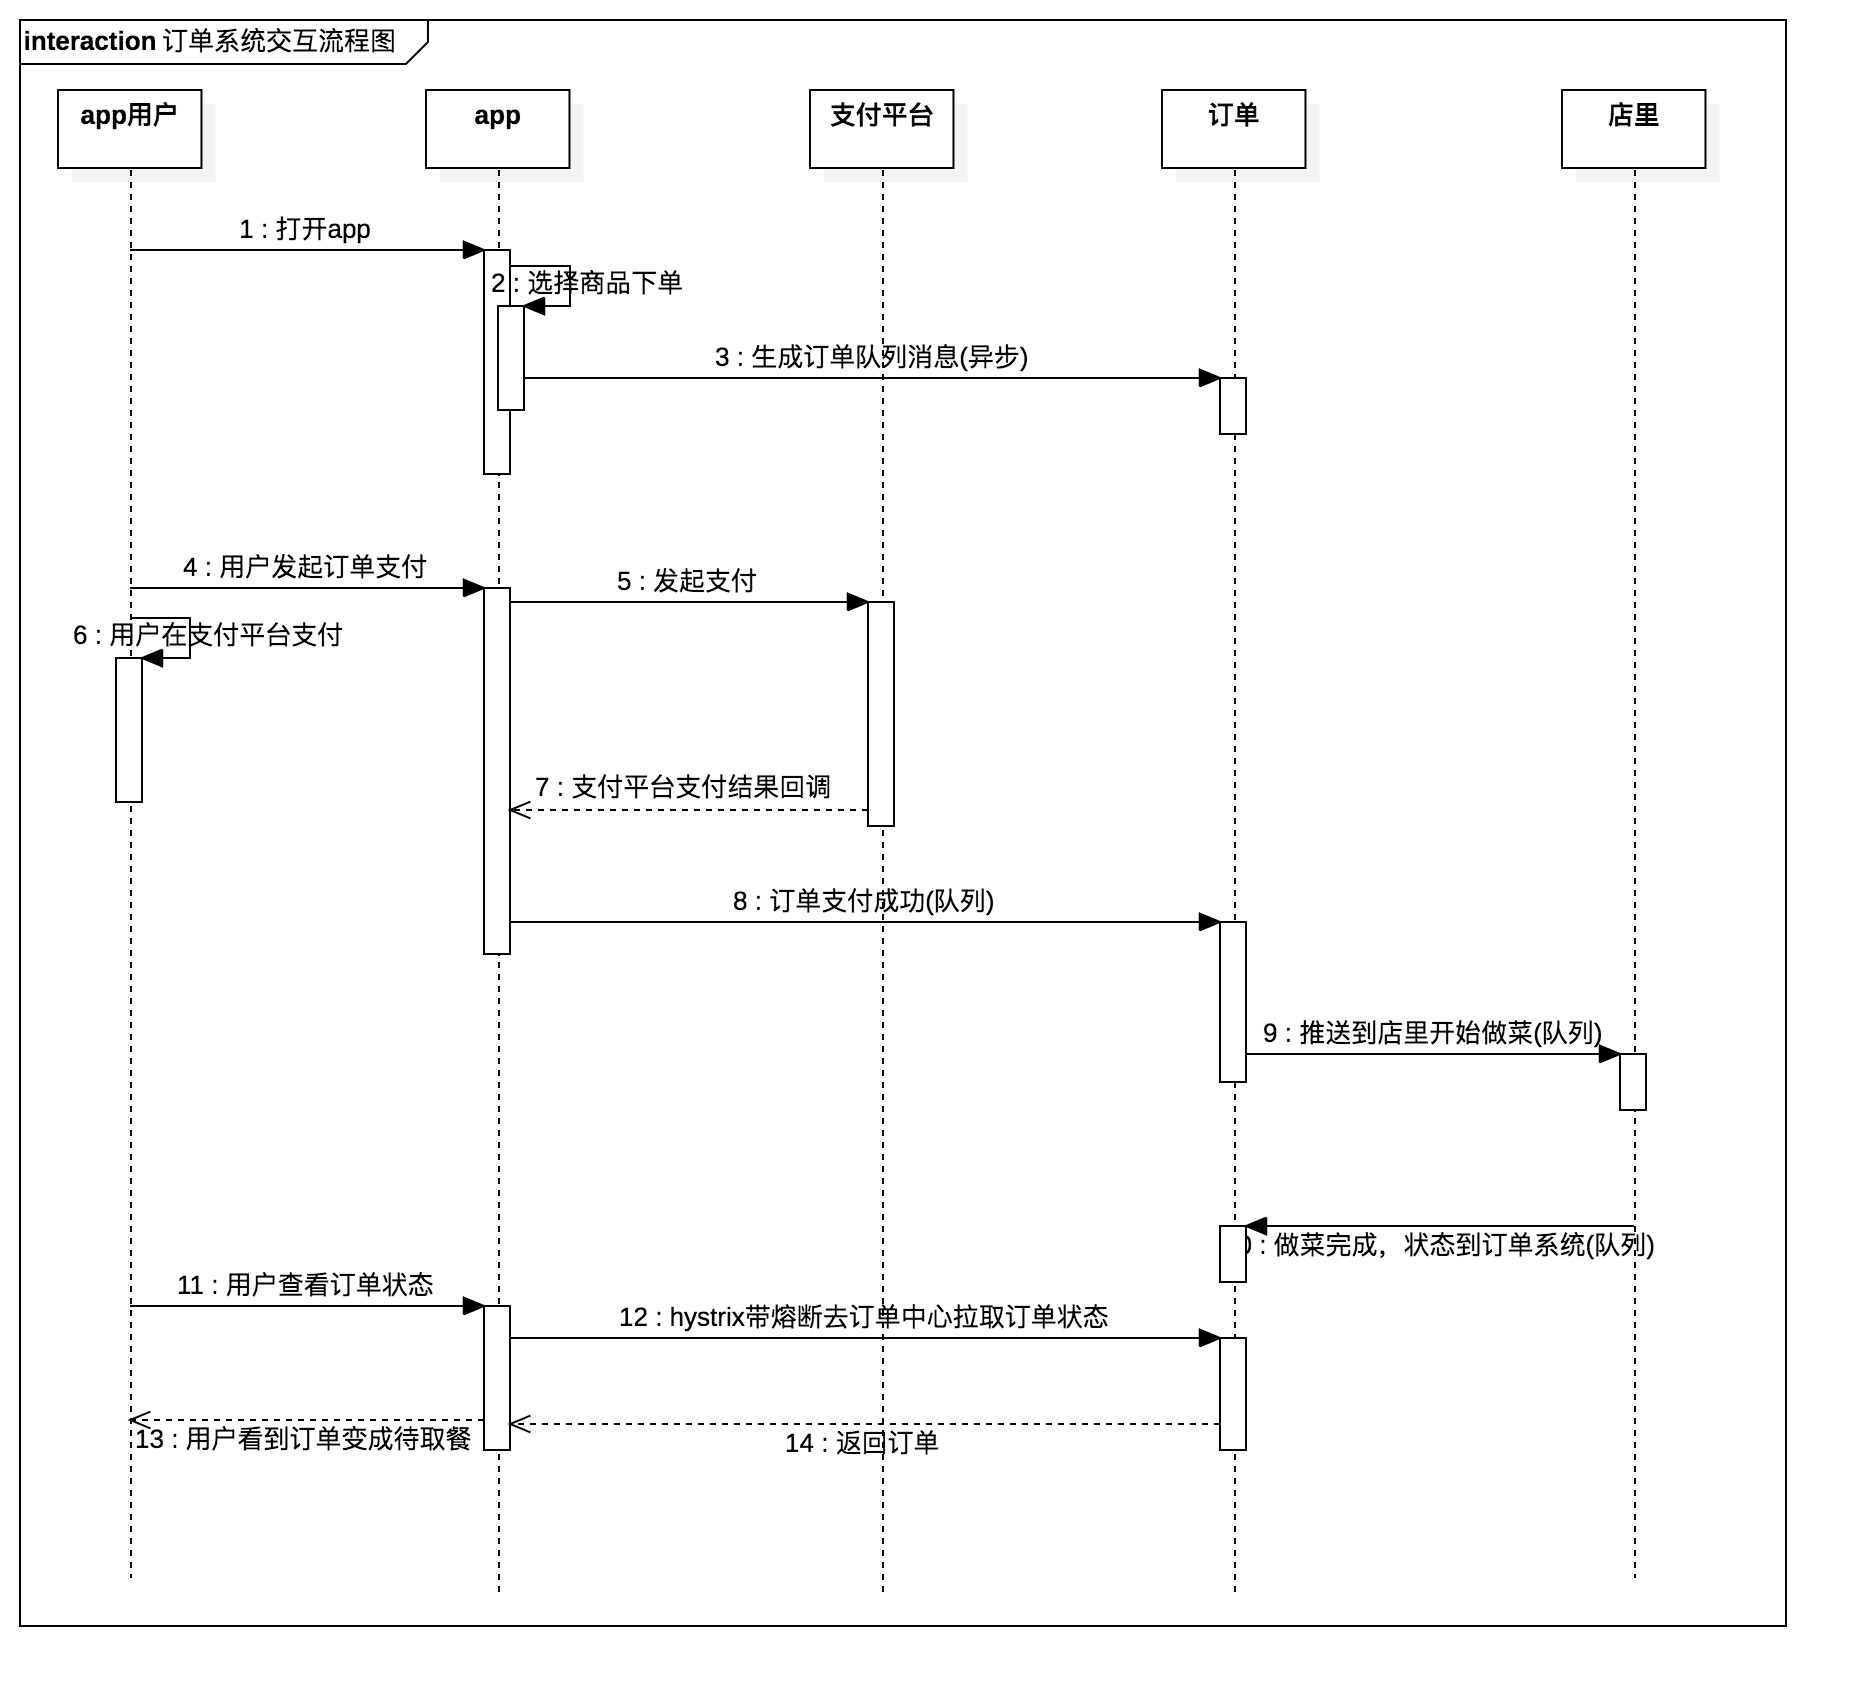 interaction 订单系统交互流程图
app用户
app
支付平台
订单
店里
1 : 打开app
2 : 选择商品下单
3 : 生成订单队列消息(异步)
4 : 用户发起订单支付
5 : 发起支付
6 : 用户在支付平台支付
7 : 支付平台支付结果回调
8 : 订单支付成功(队列)
9 : 推送到店里开始做菜(队列)
: 做菜完成，状态到订单系统(队列)
11 : 用户查看订单状态
12 : hystrix带熔断去订单中心拉取订单状态
13 : 用户看到订单变成待取餐
14 : 返回订单